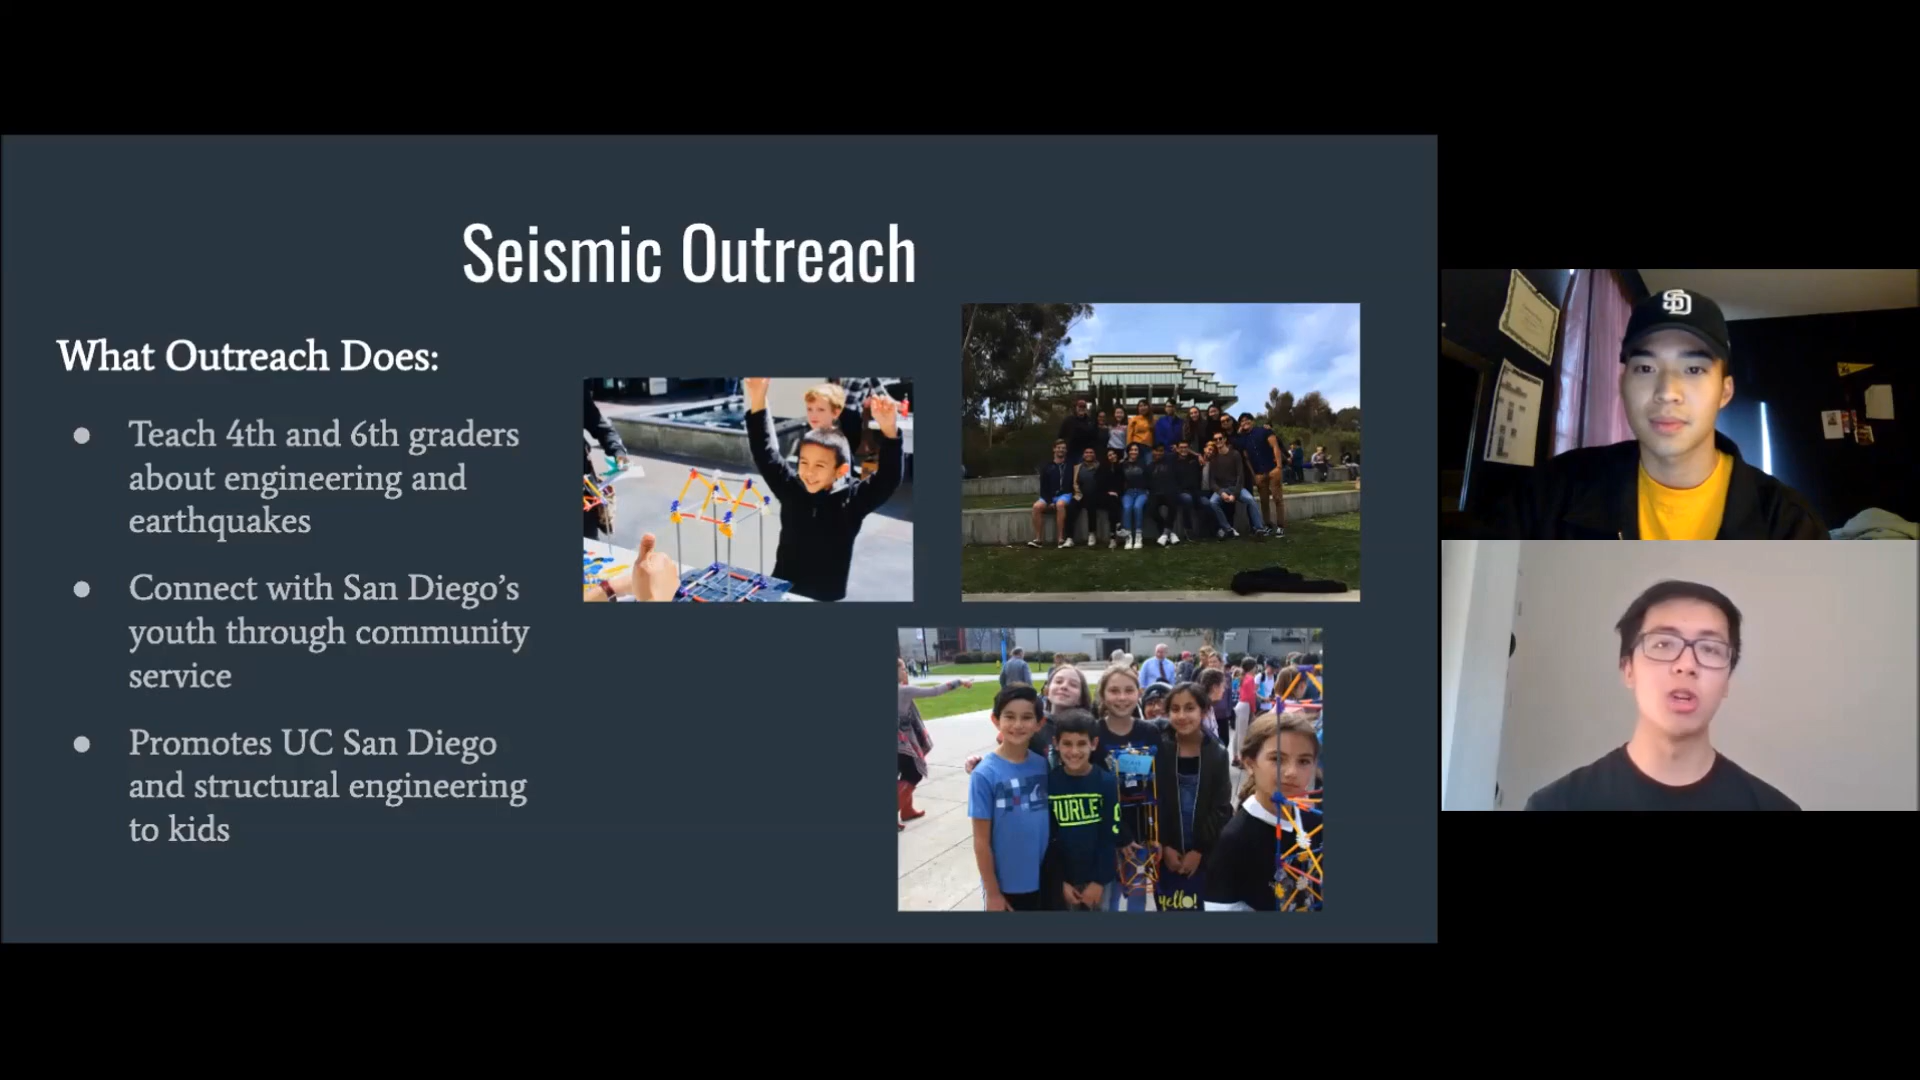 Seismic Outreach
What Outreach Does:
● Teach 4th and 6th graders
about engineering and
earthquakes
● Connect with San Diego’s
youth through community
service
● Promotes UC San Diego
and structural engineering
to kids
SD
HURLE
yello!